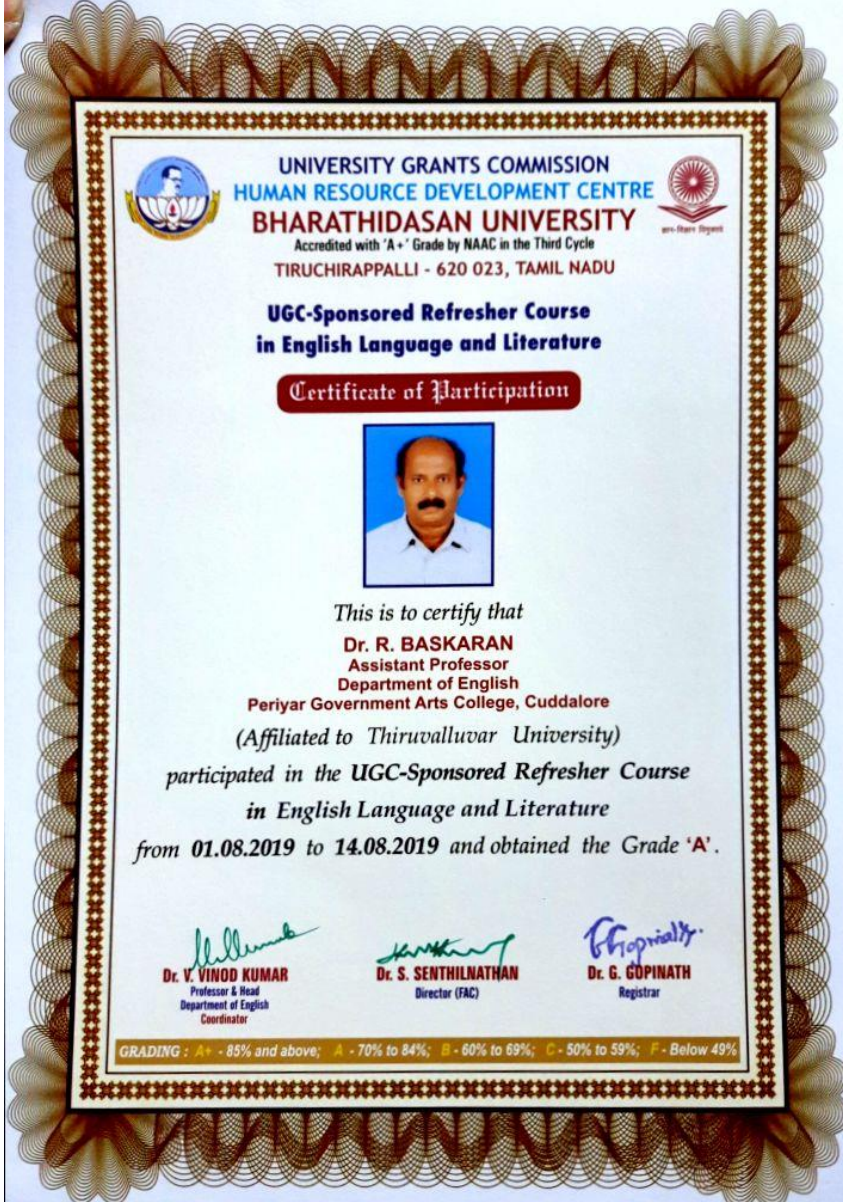 UNIVERSITY GRANTS COMMISSION
HUMAN RESOURCE DEVELOPMENT CENTRE
BHARATHIDASAN UNIVERSITY
Accredited with 'A+' Grade by NAAC in the Third Cycle
TIRUCHIRAPPALLI - 620 023, TAMIL NADU
ज्ञान-विज्ञान विमुक्तये
UGC-Sponsored Refresher Course
in English Language and Literature
Certificate of Participation
This is to certify that
Dr. R. BASKARAN
Assistant Professor
Department of English
Periyar Government Arts College, Cuddalore
(Affiliated to Thiruvalluvar University)
participated in the UGC-Sponsored Refresher Course
in English Language and Literature
from 01.08.2019 to 14.08.2019 and obtained the Grade 'A'.
Dr. V. VINOD KUMAR
Professor & Head
Department of English
Coordinator
Dr. S. SENTHILNATHAN
Director (FAC)
Dr. G. GOPINATH
Registrar
GRADING : A+ - 85% and above; A - 70% to 84%; B - 60% to 69%; C - 50% to 59%; F - Below 49%